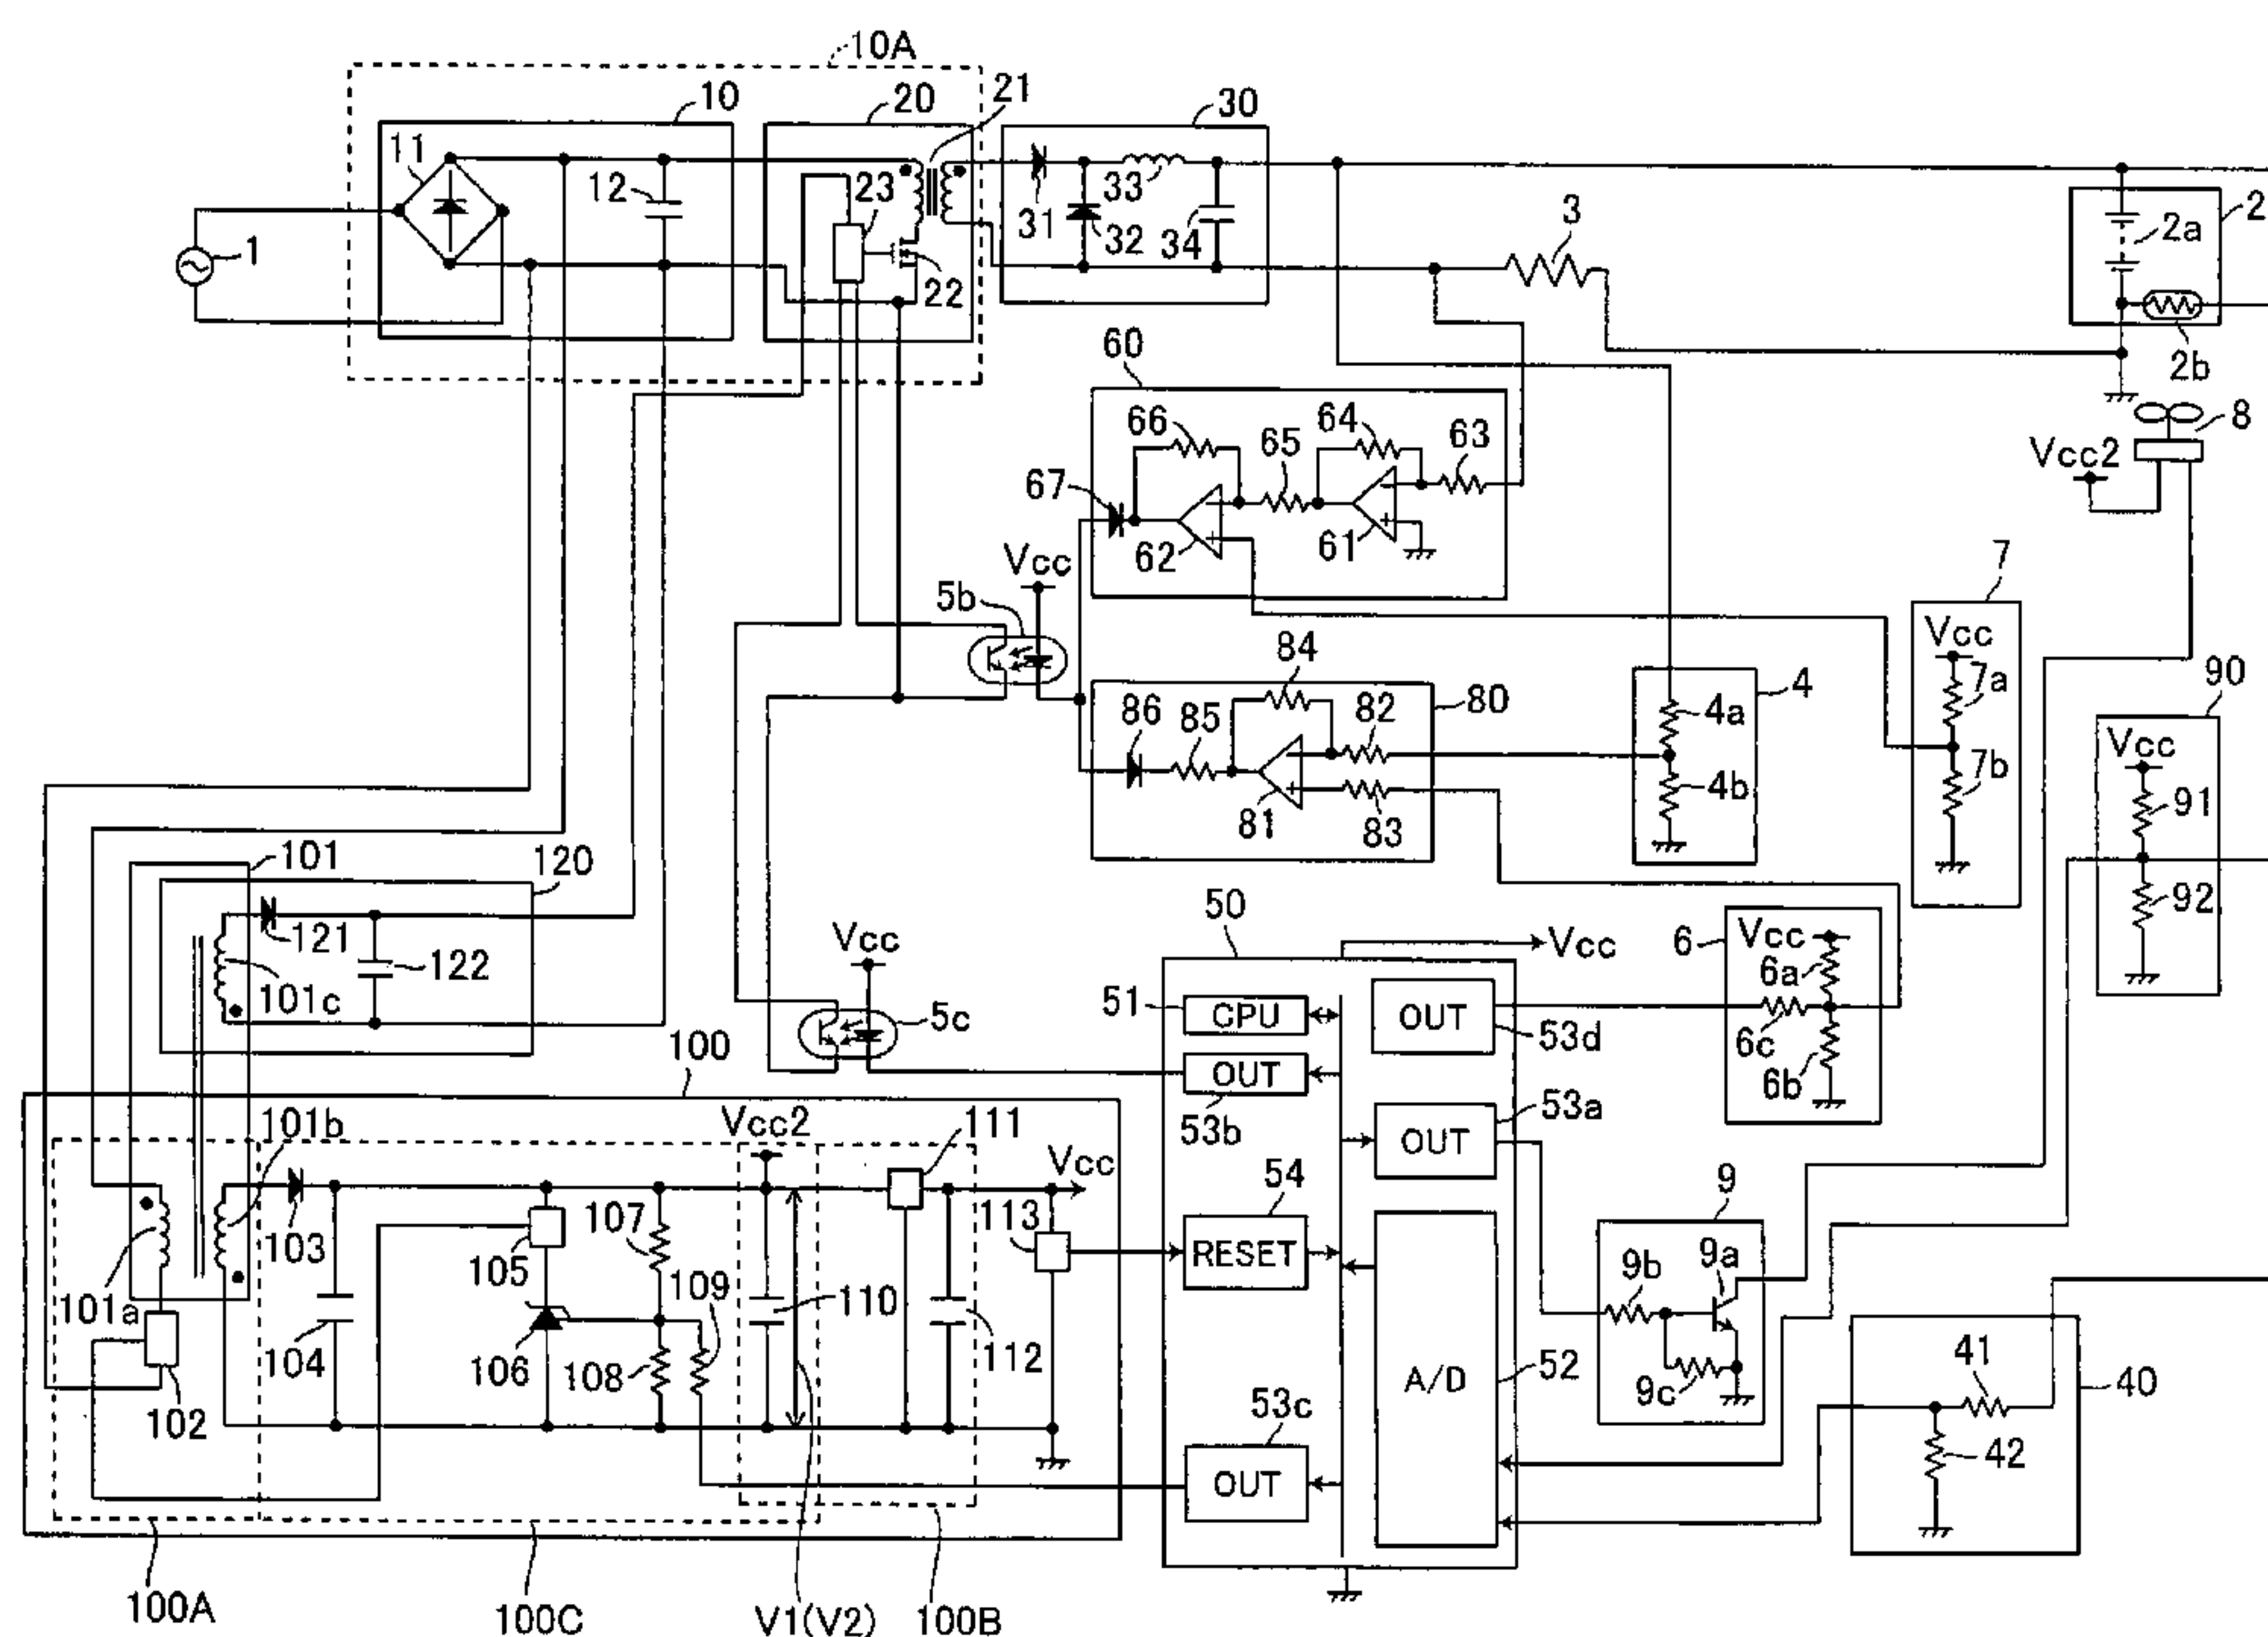 10A
10
20
21
30
11
12
23
33
31
32
34
22
1
3
2
2a
2b
60
8
Vcc2
66
65
64
63
67
62
61
Vcc
5b
7
Vcc
7a
7b
84
4
4a
4b
86
85
82
80
81
83
90
Vcc
91
92
101
120
121
122
101c
Vcc
5c
50
Vcc
6
Vcc
6a
6c
6b
51
CPU
OUT
53d
OUT
53b
OUT
53a
100
101b
Vcc2
111
Vcc
113
54
RESET
9
9a
9b
9c
101a
103
105
107
109
110
112
104
106
108
102
A/D
52
41
40
42
53c
OUT
100A
100C
V1(V2)
100B